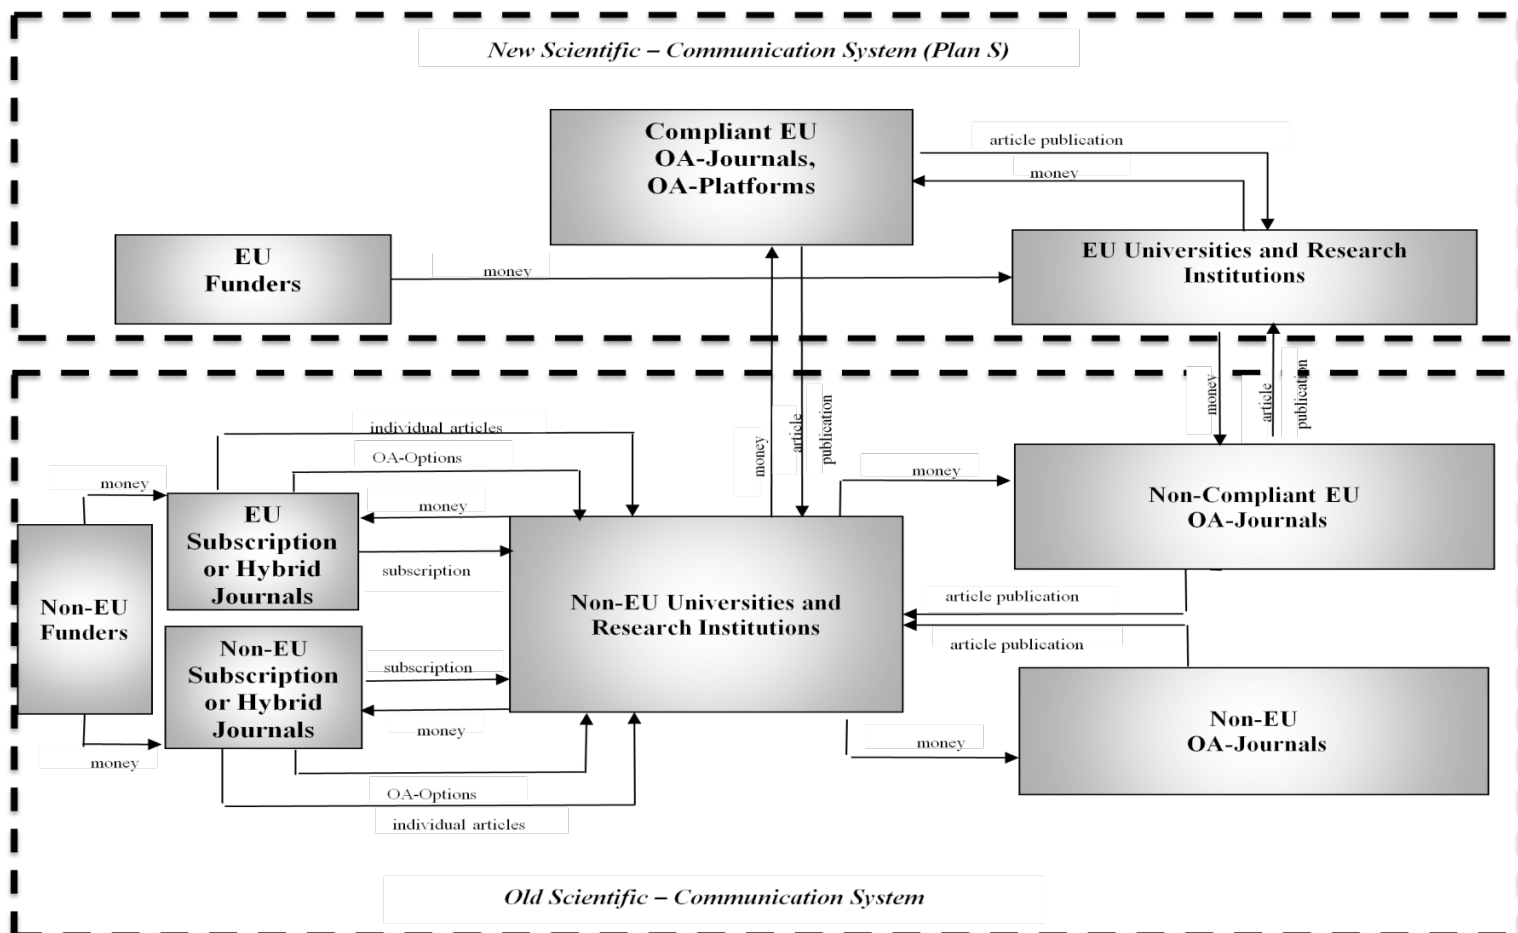 New Scientific – Communication System (Plan S)
Compliant EU
OA-Journals,
OA-Platforms
article publication
money
EU
Funders
money
EU Universities and Research
Institutions
money
article
publication
money
article
publication
individual articles
OA-Options
money
money
EU
Subscription
or Hybrid
Journals
subscription
money
Non-Compliant EU
OA-Journals
Non-EU
Funders
Non-EU Universities and
Research Institutions
article publication
article publication
Non-EU
Subscription
or Hybrid
Journals
subscription
money
money
OA-Options
individual articles
money
Non-EU
OA-Journals
Old Scientific – Communication System